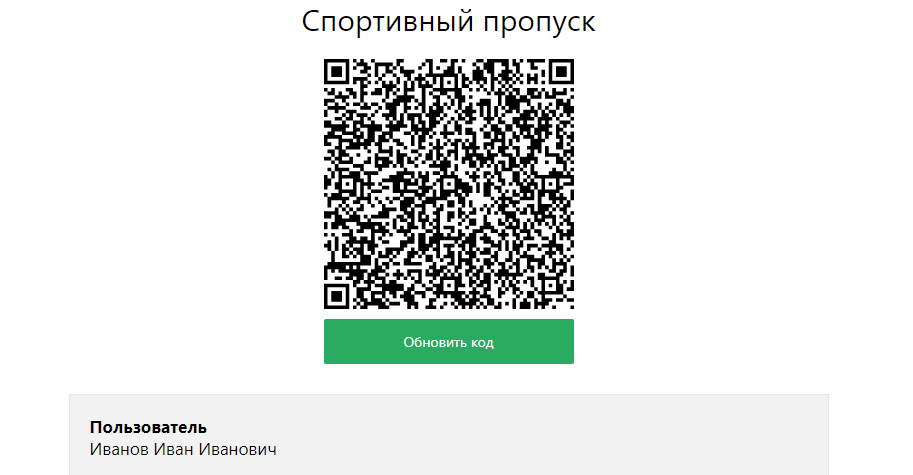 Спортивный пропуск
Обновить код
Пользователь
Иванов Иван Иванович